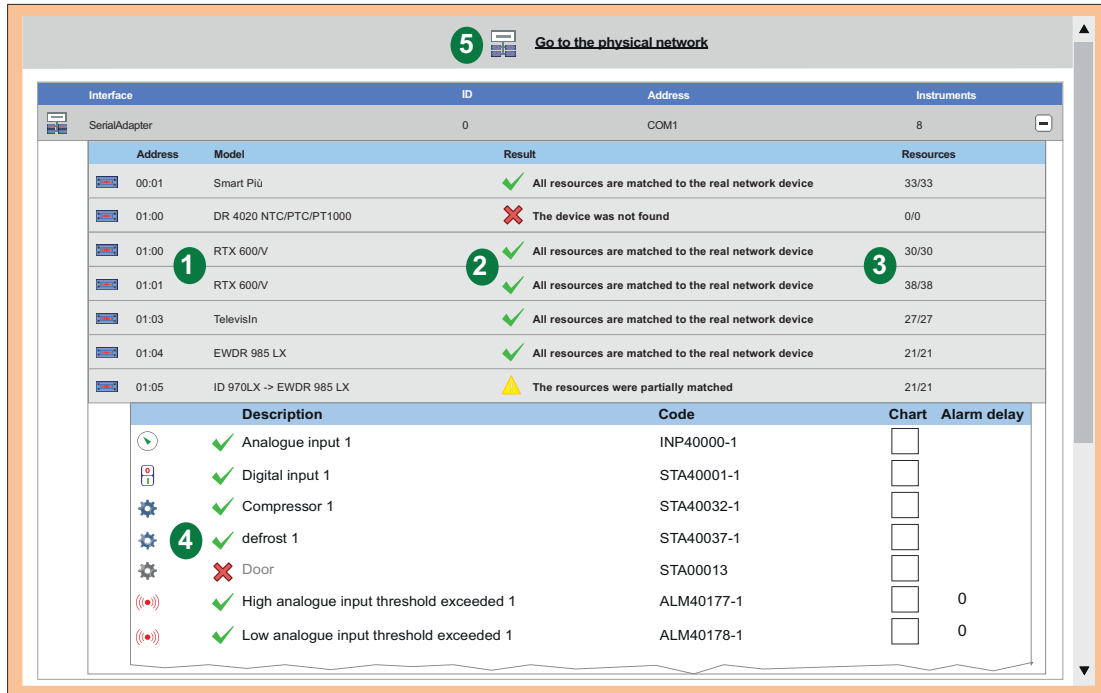 5 Go to the physical network
Interface ID Address Instruments
SerialAdapter 0 COM1 8
Address Model Result Resources
00:01 Smart Più All resources are matched to the real network device 33/33
01:00 DR 4020 NTC/PTC/PT1000 The device was not found 0/0
01:00 RTX 600/V All resources are matched to the real network device 30/30
1 2 3
01:01 RTX 600/V All resources are matched to the real network device 38/38
01:03 TelevisIn All resources are matched to the real network device 27/27
01:04 EWDR 985 LX All resources are matched to the real network device 21/21
01:05 ID 970LX -> EWDR 985 LX The resources were partially matched 21/21
Description Code Chart Alarm delay
Analogue input 1 INP40000-1
Digital input 1 STA40001-1
Compressor 1 STA40032-1
4 defrost 1 STA40037-1
Door STA00013
High analogue input threshold exceeded 1 ALM40177-1 0
Low analogue input threshold exceeded 1 ALM40178-1 0